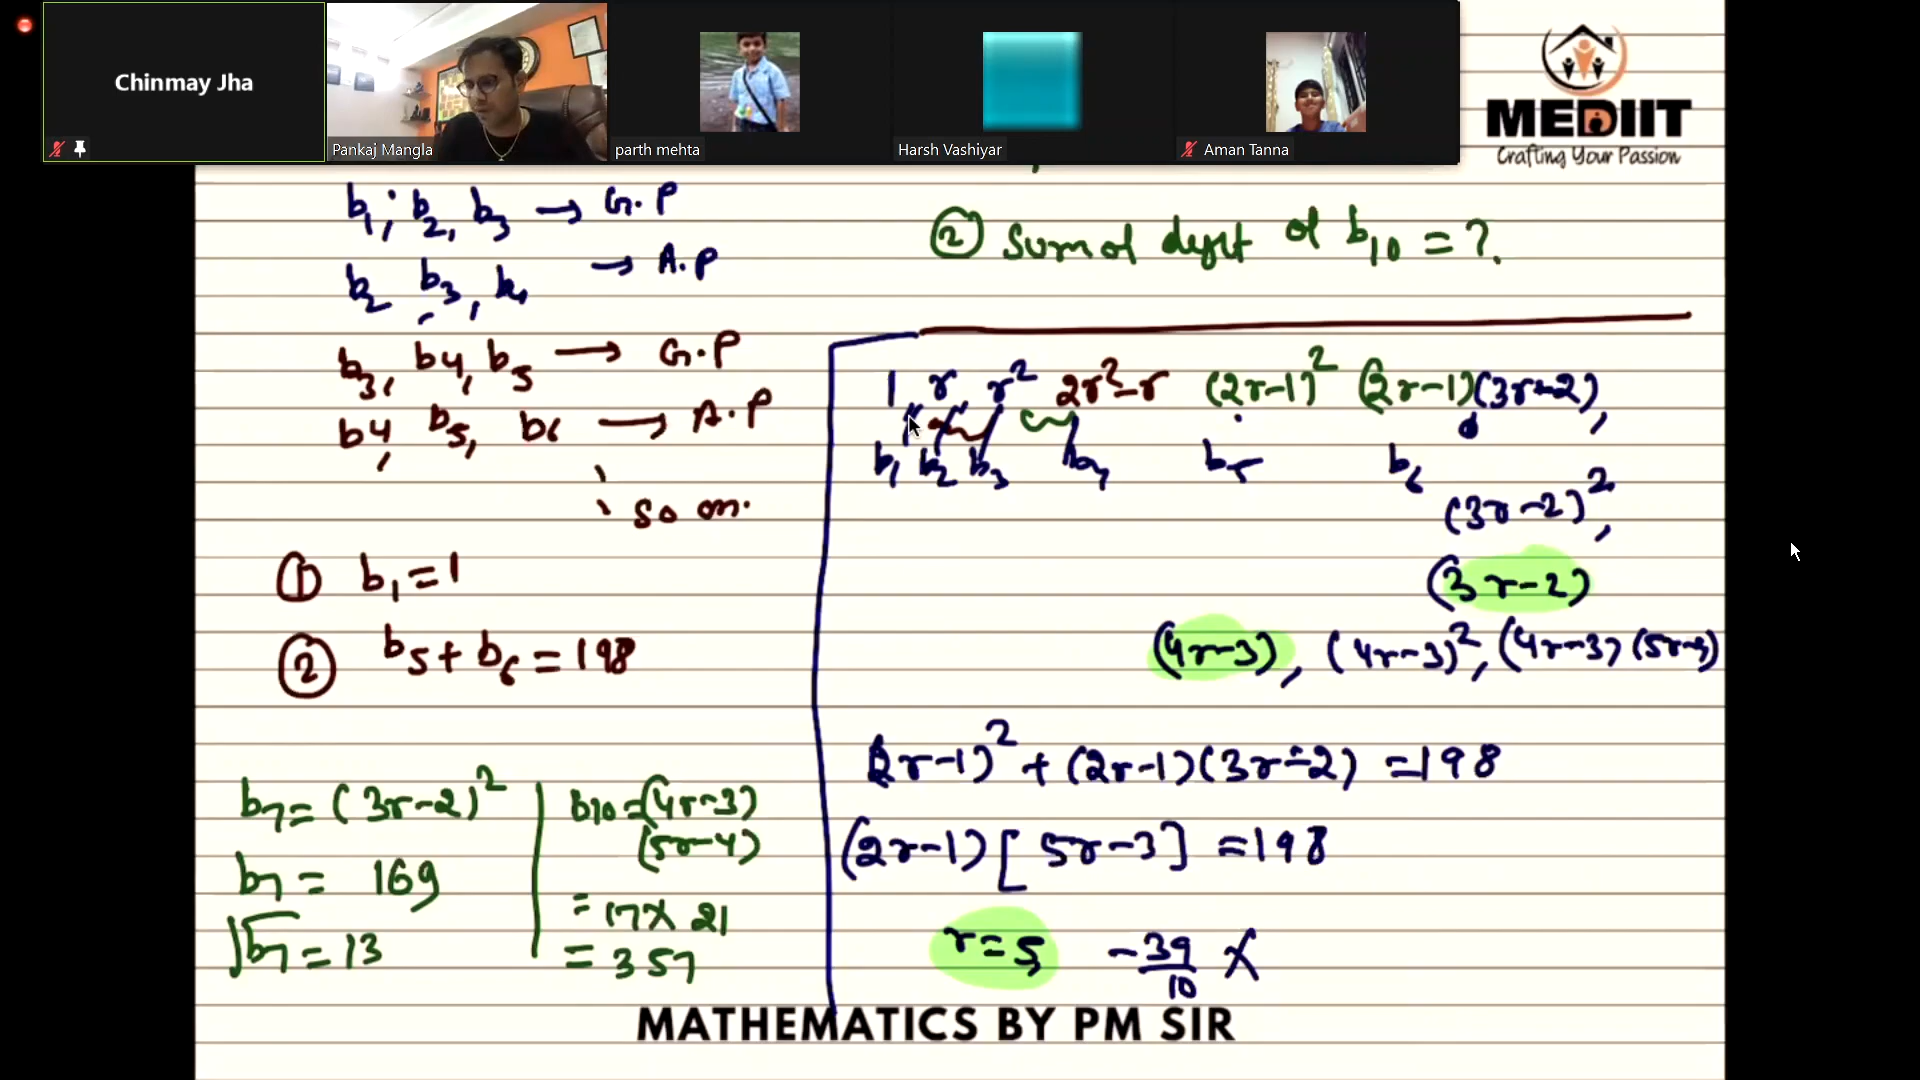 Chinmay Jha
Pankaj Mangla
parth mehta
Harsh Vashiyar
Aman Tanna
MEDIIT
Crafting Your Passion
b1, b2, b3 → G.P
b2, b3, b4 → A.P
b3, b4, b5 → G.P
b4, b5, b6 → A.P
so on.
① b1 = 1
② b5 + b6 = 198
b7 = (3r-2)²
b7 = 169
√b7 = 13
b10 = (4r-3)
(5r-4)
= 17 x 21
= 357
② Sum of digit of b10 = ?
1 r r² 2r²-r (2r-1)² (2r-1)(3r-2),
b1 b2 b3 b4 b5 b6
(3r-2)²,
(3r-2)
(4r-3), (4r-3)², (4r-3)
(2r-1)² + (2r-1)(3r-2) = 198
(2r-1)[5r-3] = 198
r = 5 -39/10 X
MATHEMATICS BY PM SIR